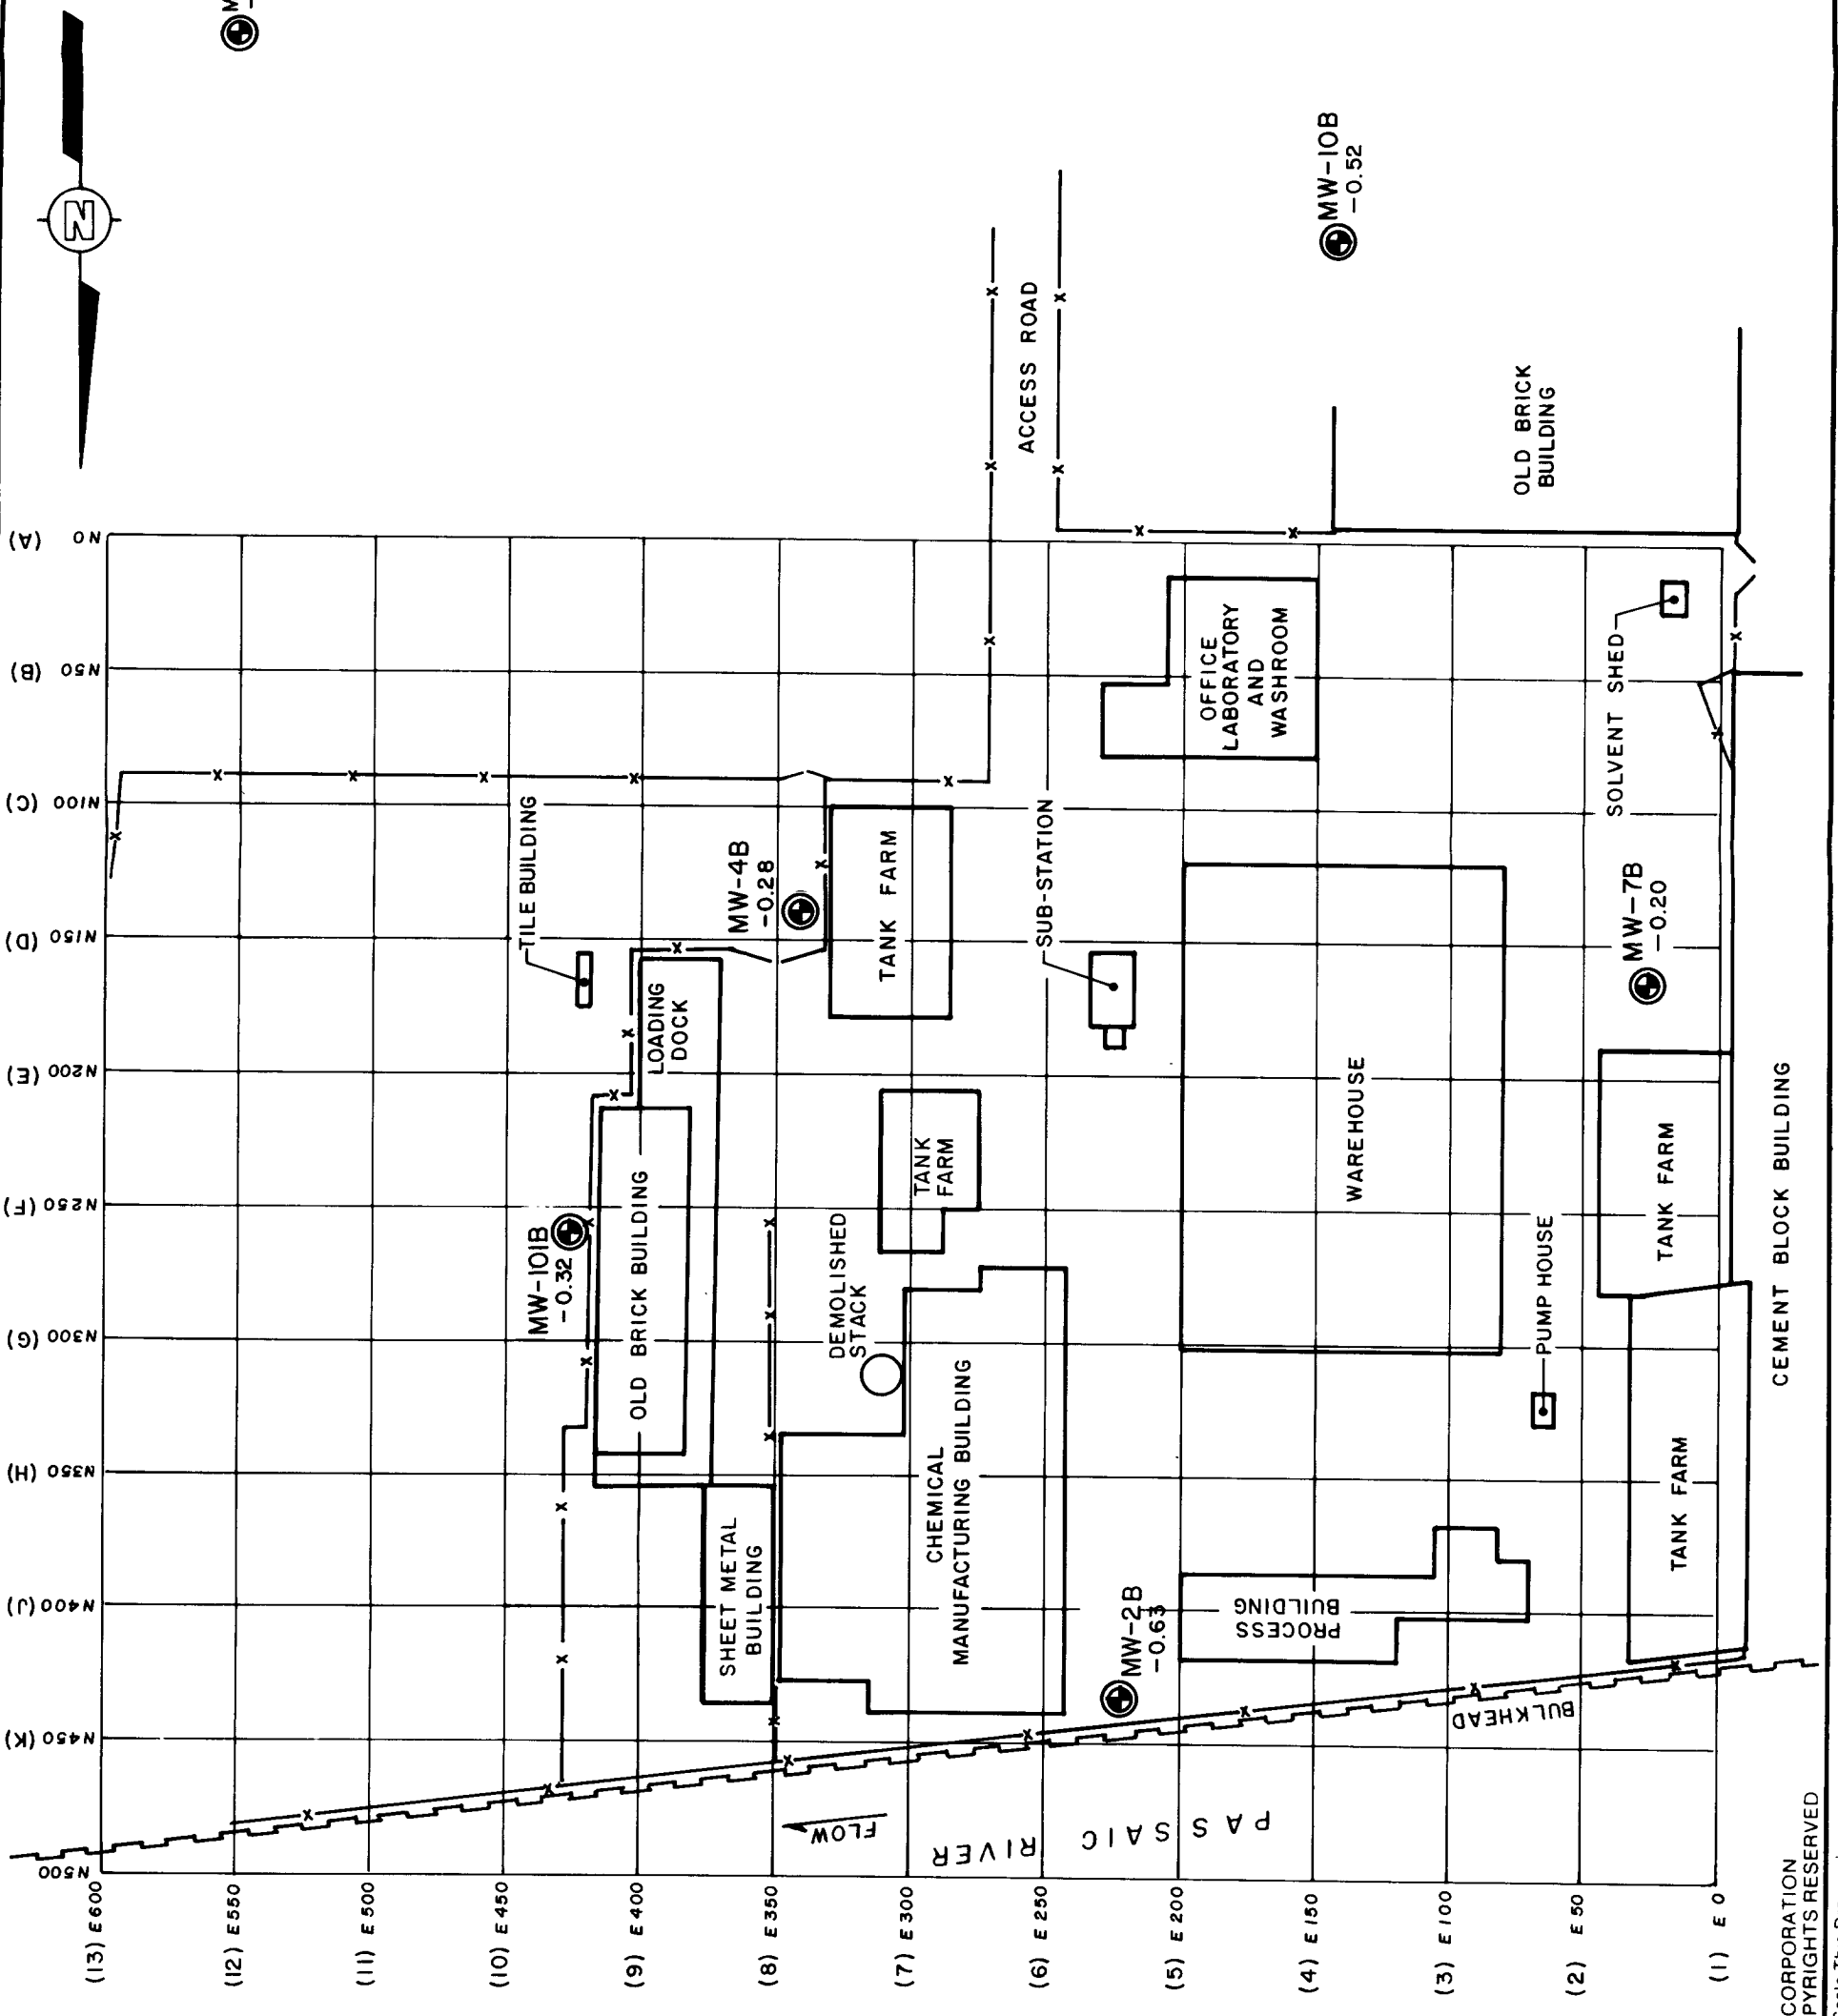 N
M
MW-10B
-0.52
ACCESS ROAD
OLD BRICK
BUILDING
(A) 0N
(B) N50
(C) N100
(D) N150
(E) N200
(F) N250
(G) N300
(H) N350
(J) N400
(K) N450
N500
(13) E600
(12) E550
(11) E500
(10) E450
(9) E400
(8) E350
(7) E300
(6) E250
(5) E200
(4) E150
(3) E100
(2) E50
(1) E0
TILE BUILDING
MW-4B
-0.28
TANK FARM
SUB-STATION
OFFICE
LABORATORY
AND
WASHROOM
SOLVENT SHED
MW-7B
-0.20
LOADING
DOCK
MW-101B
-0.32
OLD BRICK BUILDING
TANK
FARM
DEMOLISHED
STACK
WAREHOUSE
TANK FARM
CEMENT BLOCK BUILDING
PUMP HOUSE
SHEET METAL
BUILDING
CHEMICAL
MANUFACTURING BUILDING
MW-2B
-0.63
PROCESS
BUILDING
TANK FARM
BULKHEAD
FLOW
PASSAIC RIVER
CORPORATION
PYRIGHTS RESERVED